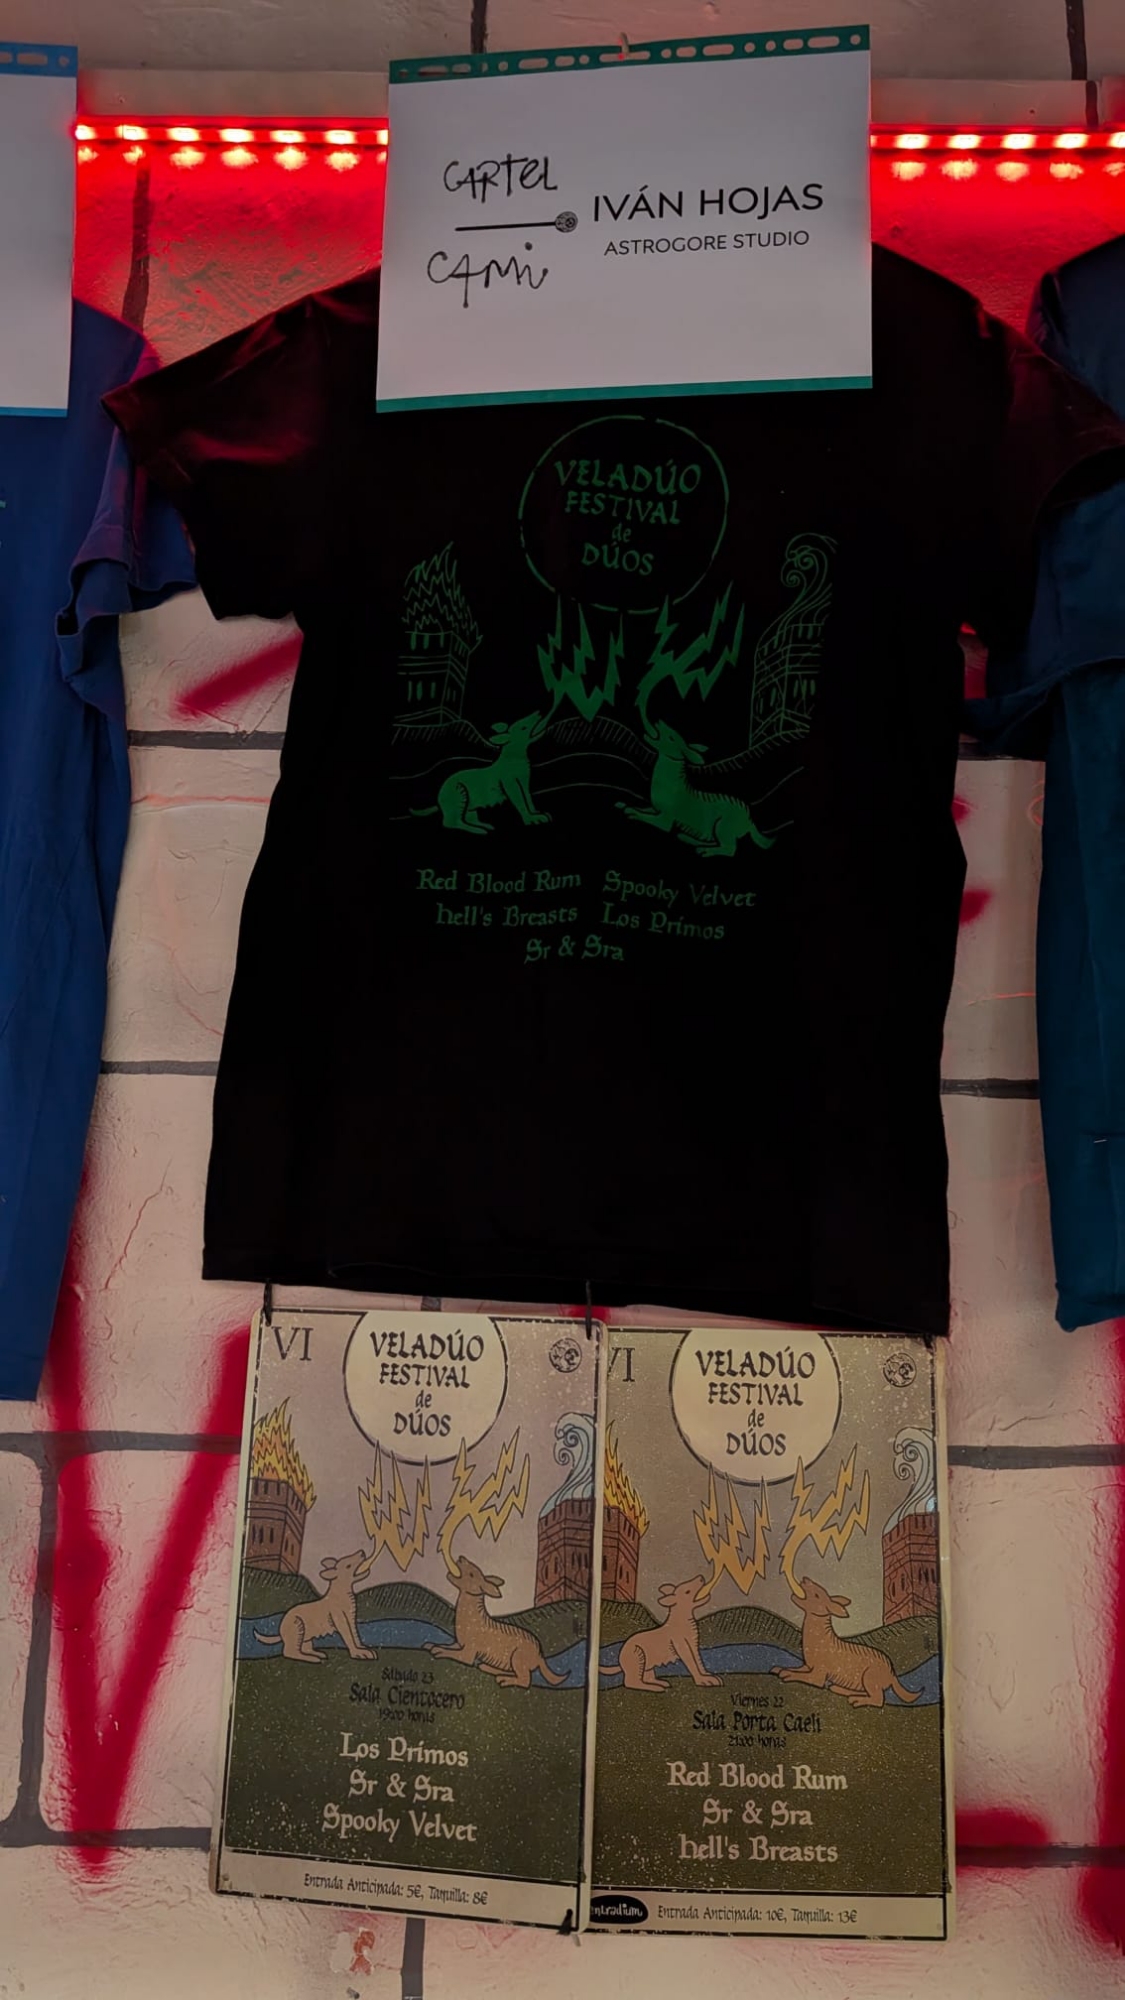 CARTEL
CAMI
IVÁN HOJAS
ASTROGORE STUDIO
VELADÚO
FESTIVAL
de
DÚOS
Red Blood Rum Spooky Velvet
hell's Breasts Los Primos
Sr & Sra
VI
VELADÚO
FESTIVAL
de
DÚOS
Sábado 23
Sala Cientocero
19:00 horas
Los Primos
Sr & Sra
Spooky Velvet
Entrada Anticipada: 5€, Taquilla: 8€
VI
VELADÚO
FESTIVAL
de
DÚOS
Viernes 22
Sala Porta Caeli
21:00 horas
Red Blood Rum
Sr & Sra
hell's Breasts
entradium
Entrada Anticipada: 10€, Taquilla: 13€